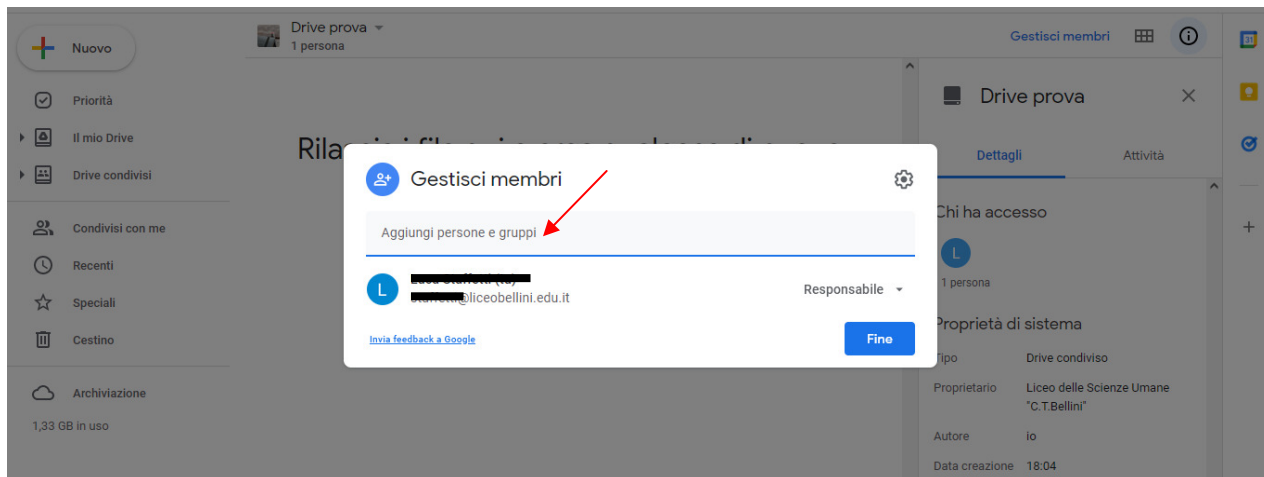 Nuovo
Priorità
Il mio Drive
Drive condivisi
Condivisi con me
Recenti
Speciali
Cestino
Archiviazione
1,33 GB in uso
Drive prova
1 persona
Gestisci membri
Gestisci membri
Aggiungi persone e gruppi
L
@liceobellini.edu.it
Responsabile
Invia feedback a Google
Fine
Drive prova
Dettagli
Attività
Chi ha accesso
L
1 persona
Proprietà di sistema
Tipo
Drive condiviso
Proprietario
Liceo delle Scienze Umane
"C.T.Bellini"
Autore
io
Data creazione
18:04
31